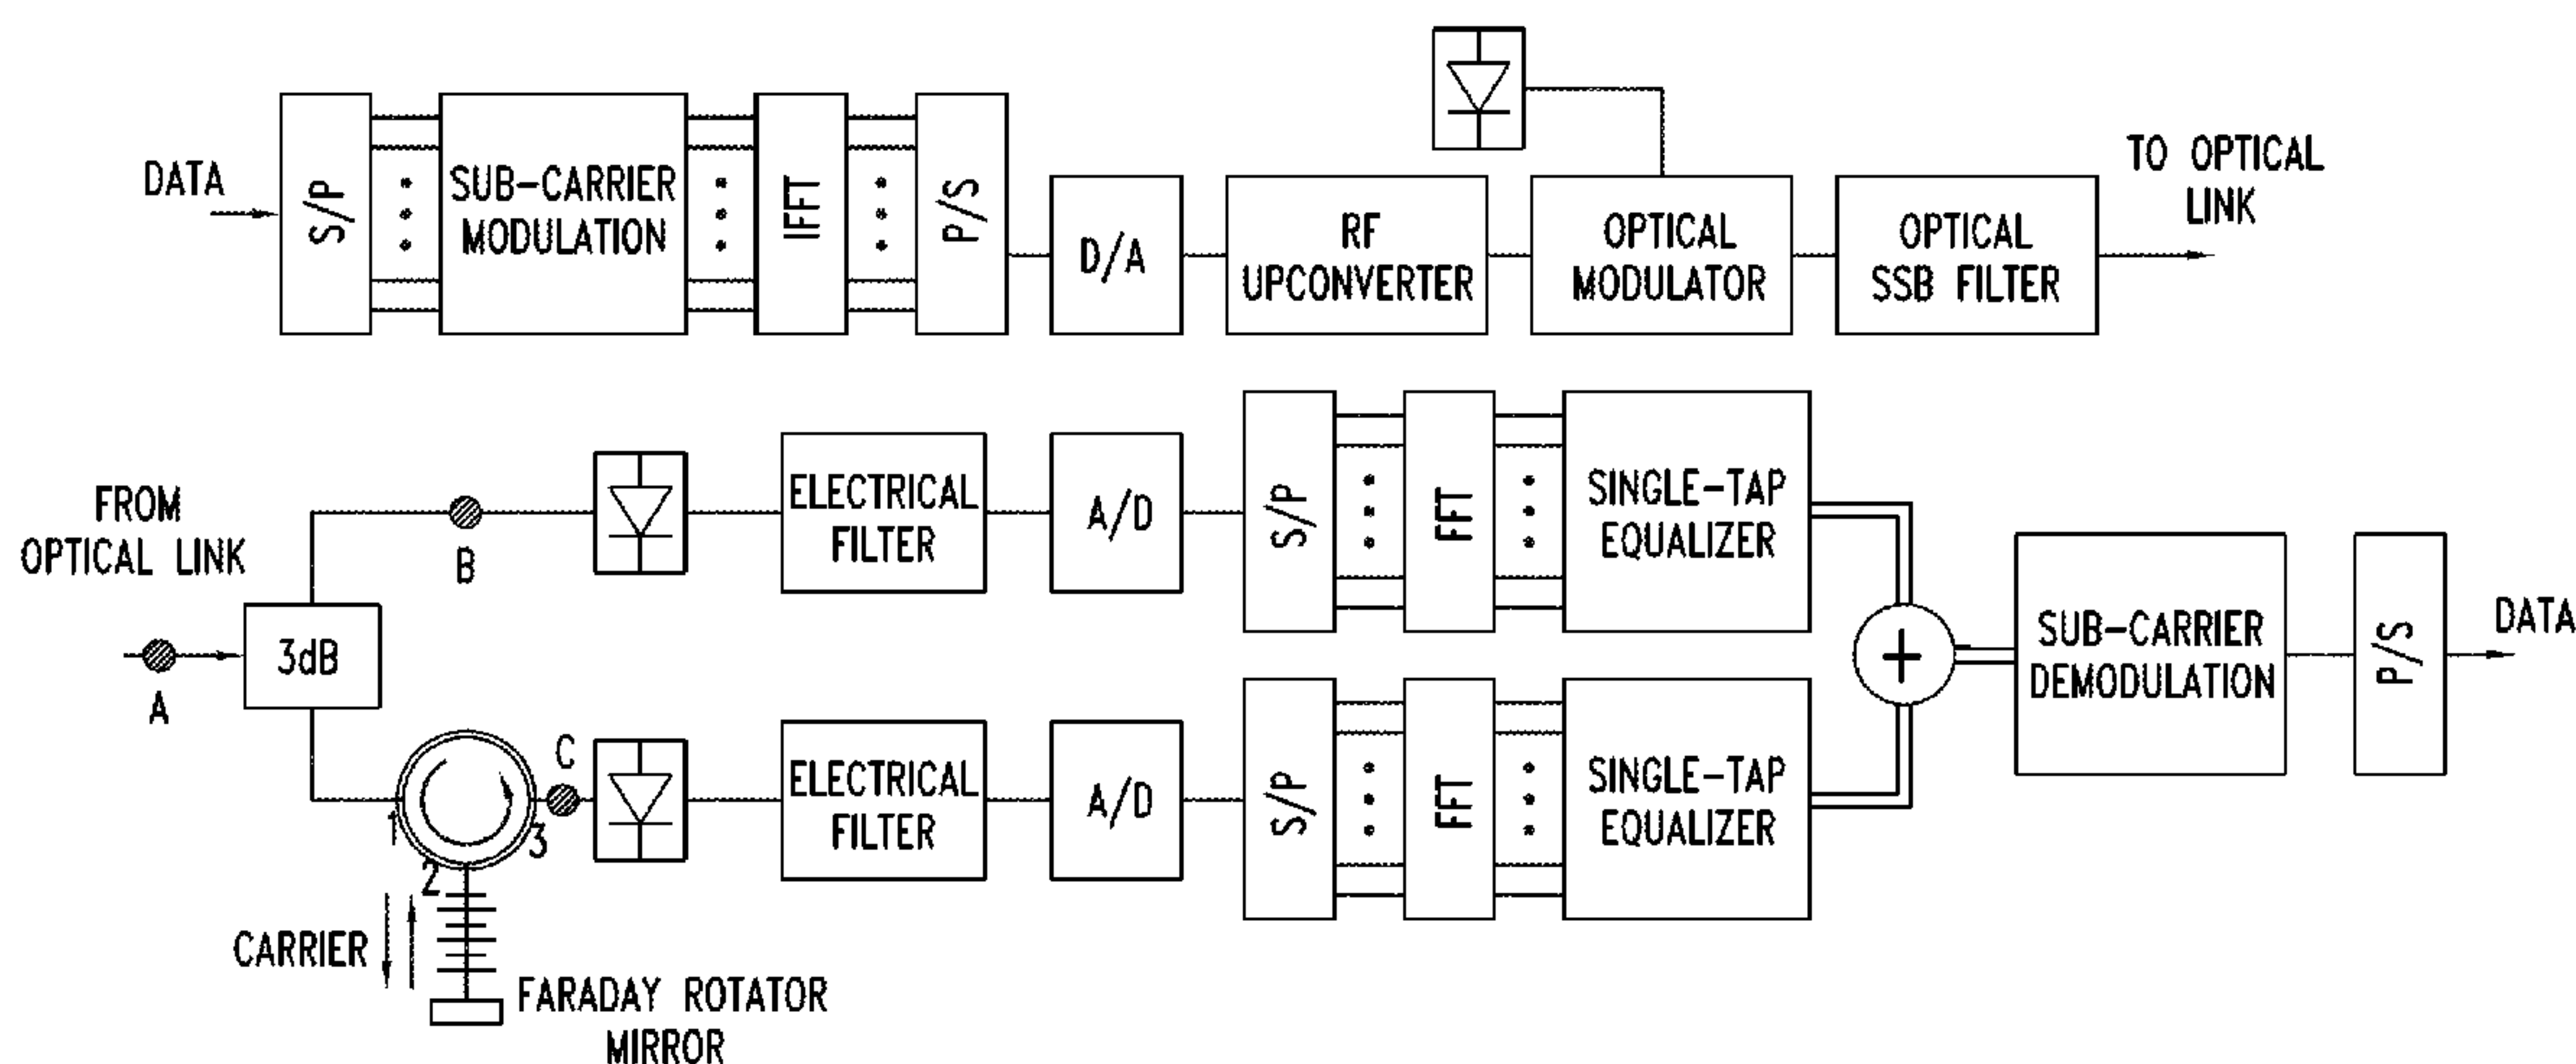 DATA
S/P
SUB-CARRIER
MODULATION
IFFT
P/S
D/A
RF
UPCONVERTER
OPTICAL
MODULATOR
OPTICAL
SSB FILTER
TO OPTICAL
LINK
FROM
OPTICAL LINK
A
3dB
B
ELECTRICAL
FILTER
A/D
S/P
FFT
SINGLE-TAP
EQUALIZER
+
SUB-CARRIER
DEMODULATION
P/S
DATA
1
2
3
C
ELECTRICAL
FILTER
A/D
S/P
FFT
SINGLE-TAP
EQUALIZER
CARRIER
FARADAY ROTATOR
MIRROR